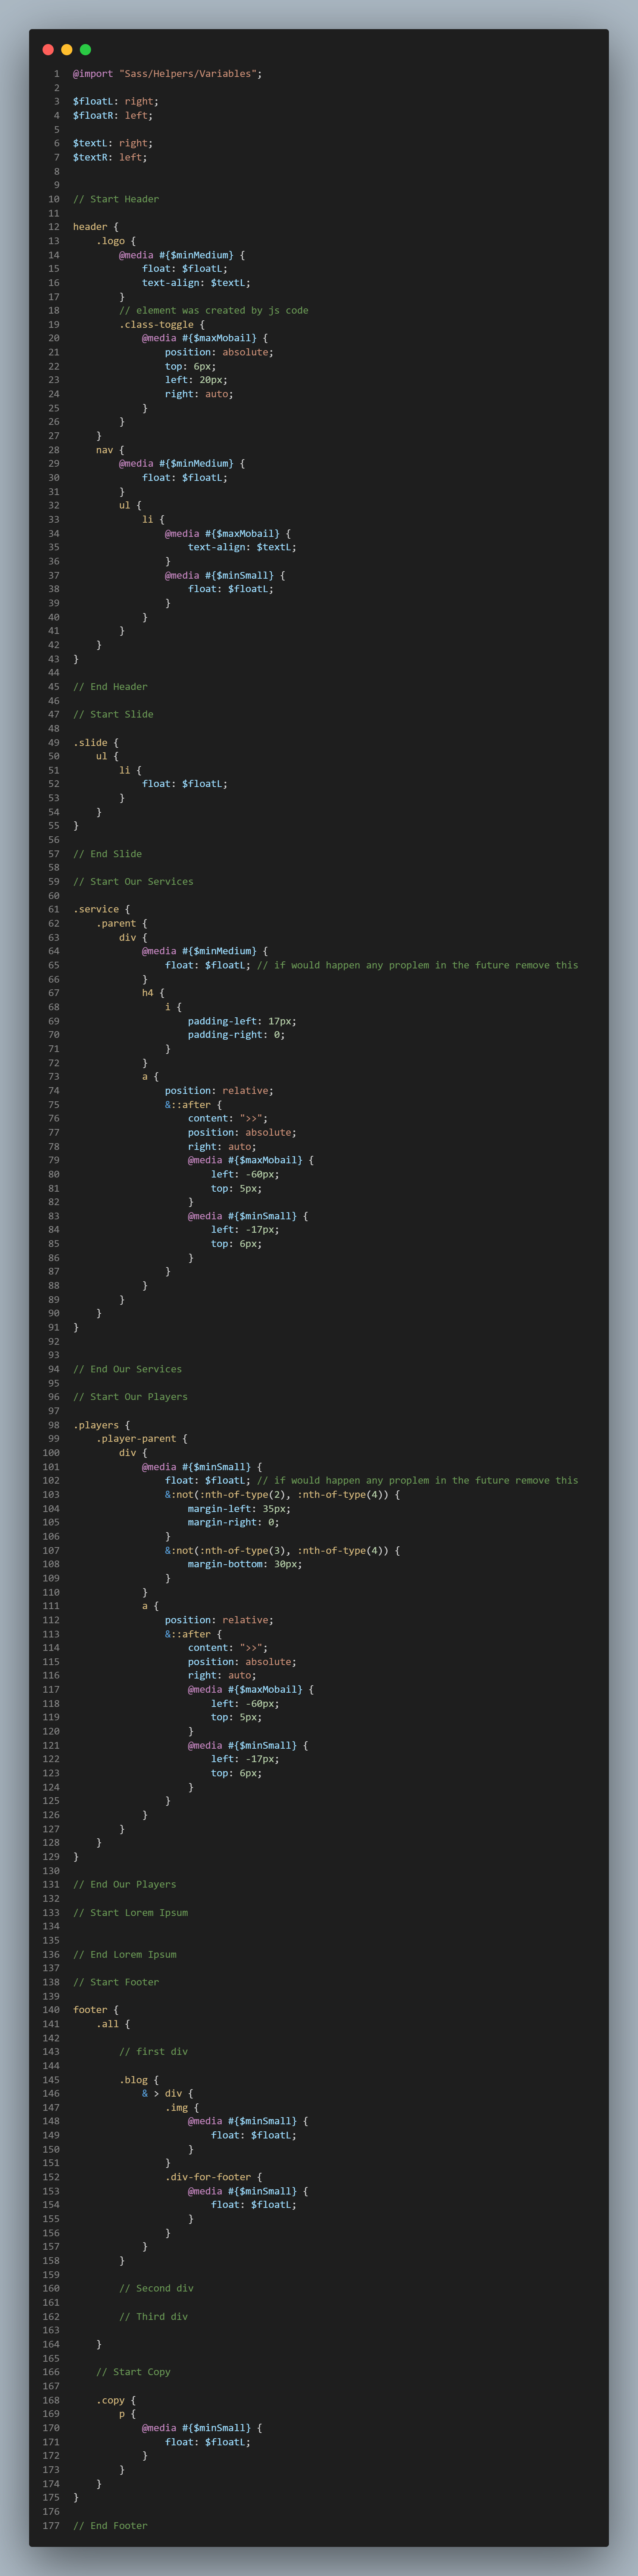 1 @import "Sass/Helpers/Variables";
2
3 $floatL: right;
4 $floatR: left;
5
6 $textL: right;
7 $textR: left;
8
9
10 // Start Header
11
12 header {
13     .logo {
14         @media #{$minMedium} {
15             float: $floatL;
16             text-align: $textL;
17         }
18         // element was created by js code
19         .class-toggle {
20             @media #{$maxMobail} {
21                 position: absolute;
22                 top: 6px;
23                 left: 20px;
24                 right: auto;
25             }
26         }
27     }
28     nav {
29         @media #{$minMedium} {
30             float: $floatL;
31         }
32         ul {
33             li {
34                 @media #{$maxMobail} {
35                     text-align: $textL;
36                 }
37                 @media #{$minSmall} {
38                     float: $floatL;
39                 }
40             }
41         }
42     }
43 }
44
45 // End Header
46
47 // Start Slide
48
49 .slide {
50     ul {
51         li {
52             float: $floatL;
53         }
54     }
55 }
56
57 // End Slide
58
59 // Start Our Services
60
61 .service {
62     .parent {
63         div {
64             @media #{$minMedium} {
65                 float: $floatL; // if would happen any proplem in the future remove this
66             }
67             h4 {
68                 i {
69                     padding-left: 17px;
70                     padding-right: 0;
71                 }
72             }
73             a {
74                 position: relative;
75                 &::after {
76                     content: ">>";
77                     position: absolute;
78                     right: auto;
79                     @media #{$maxMobail} {
80                         left: -60px;
81                         top: 5px;
82                     }
83                     @media #{$minSmall} {
84                         left: -17px;
85                         top: 6px;
86                     }
87                 }
88             }
89         }
90     }
91 }
92
93
94 // End Our Services
95
96 // Start Our Players
97
98 .players {
99     .player-parent {
100         div {
101             @media #{$minSmall} {
102                 float: $floatL; // if would happen any proplem in the future remove this
103                 &:not(:nth-of-type(2), :nth-of-type(4)) {
104                     margin-left: 35px;
105                     margin-right: 0;
106                 }
107                 &:not(:nth-of-type(3), :nth-of-type(4)) {
108                     margin-bottom: 30px;
109                 }
110             }
111             a {
112                 position: relative;
113                 &::after {
114                     content: ">>";
115                     position: absolute;
116                     right: auto;
117                     @media #{$maxMobail} {
118                         left: -60px;
119                         top: 5px;
120                     }
121                     @media #{$minSmall} {
122                         left: -17px;
123                         top: 6px;
124                     }
125                 }
126             }
127         }
128     }
129 }
130
131 // End Our Players
132
133 // Start Lorem Ipsum
134
135
136 // End Lorem Ipsum
137
138 // Start Footer
139
140 footer {
141     .all {
142
143         // first div
144
145         .blog {
146             & > div {
147                 .img {
148                     @media #{$minSmall} {
149                         float: $floatL;
150                     }
151                 }
152                 .div-for-footer {
153                     @media #{$minSmall} {
154                         float: $floatL;
155                     }
156                 }
157             }
158         }
159
160         // Second div
161
162         // Third div
163
164     }
165
166     // Start Copy
167
168     .copy {
169         p {
170             @media #{$minSmall} {
171                 float: $floatL;
172             }
173         }
174     }
175 }
176
177 // End Footer